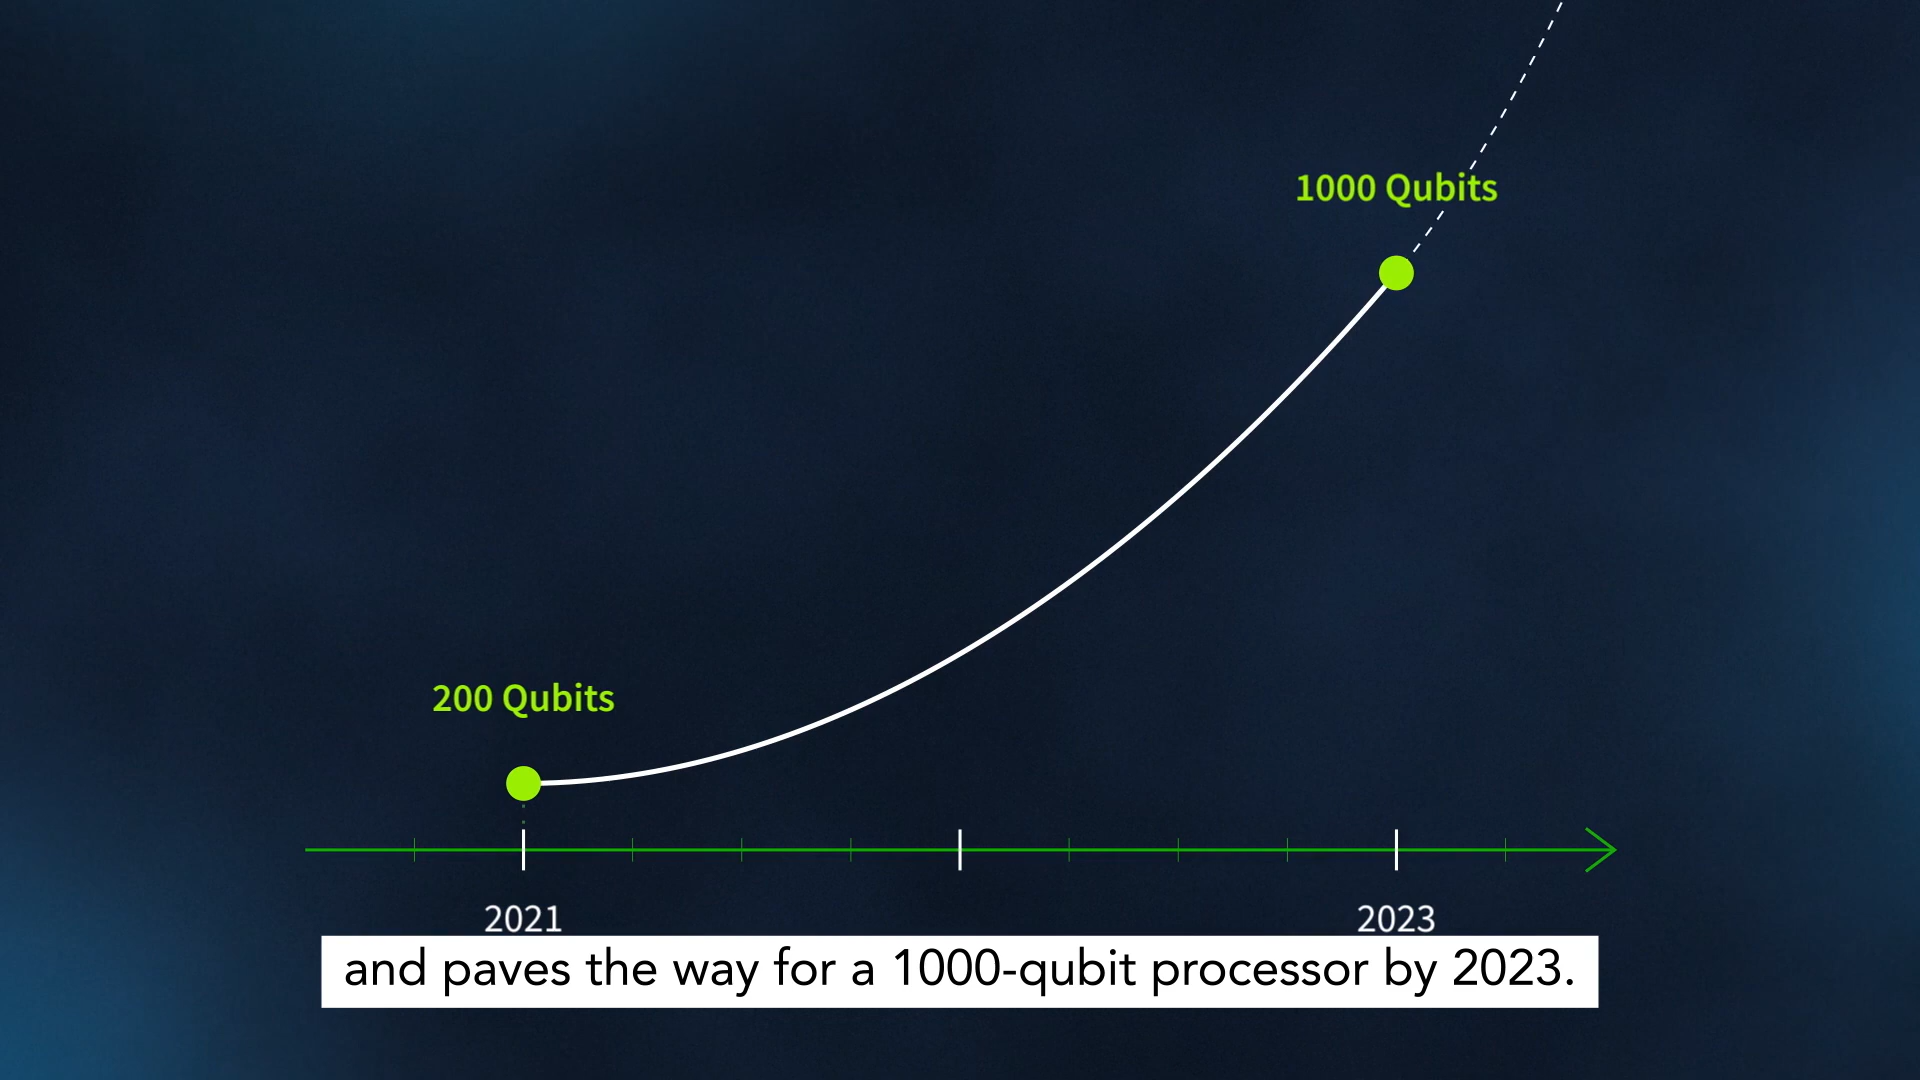 1000 Qubits
200 Qubits
2021
2023
and paves the way for a 1000-qubit processor by 2023.